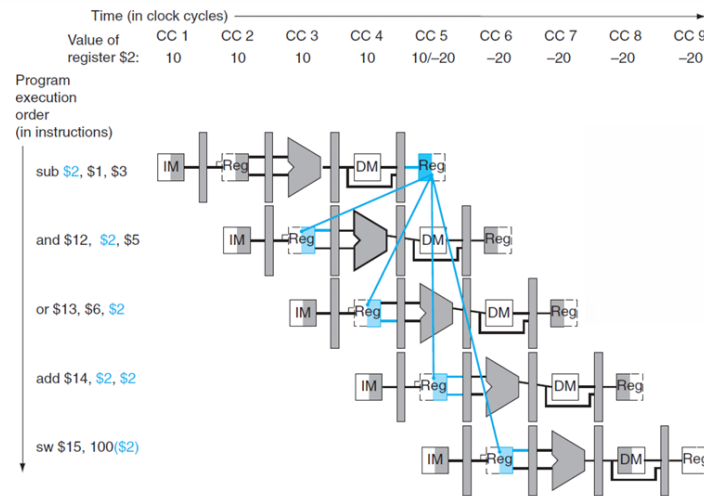 Time (in clock cycles)
Value of CC 1 CC 2 CC 3 CC 4 CC 5 CC 6 CC 7 CC 8 CC 9
register $2: 10 10 10 10 10/–20 –20 –20 –20 –20
Program
execution
order
(in instructions)
sub $2, $1, $3 IM Reg DM Reg
and $12, $2, $5 IM Reg DM Reg
or $13, $6, $2 IM Reg DM Reg
add $14, $2, $2 IM Reg DM Reg
sw $15, 100($2) IM Reg DM Reg